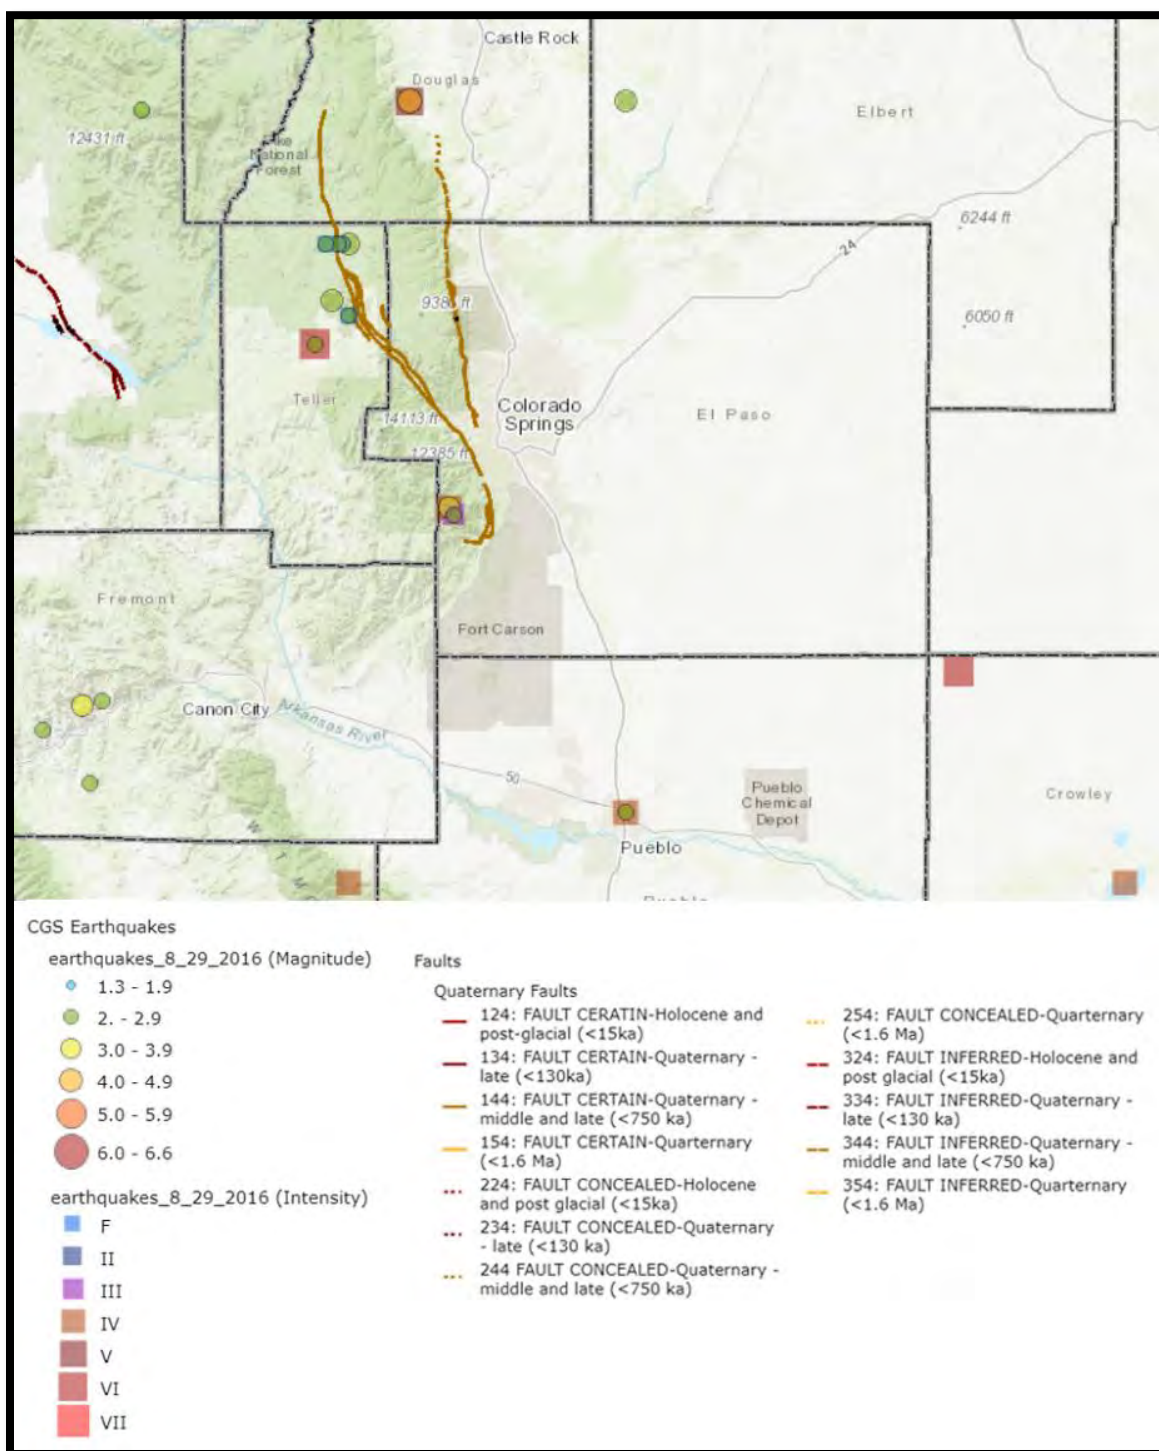 Castle Rock
Douglas
Elbert
12431 ft
Pike
National
Forest
6244 ft
24
9386 ft
6050 ft
Teller
Colorado
Springs
El Paso
14113 ft
12385 ft
Fremont
Fort Carson
Canon City
Arkansas River
50
Pueblo
Chemical
Depot
Crowley
Pueblo
W
T
M
Pueblo
CGS Earthquakes
earthquakes_8_29_2016 (Magnitude)
1.3 - 1.9
2. - 2.9
3.0 - 3.9
4.0 - 4.9
5.0 - 5.9
6.0 - 6.6
earthquakes_8_29_2016 (Intensity)
F
II
III
IV
V
VI
VII
Faults
Quaternary Faults
124: FAULT CERATIN-Holocene and
post-glacial (<15ka)
134: FAULT CERTAIN-Quaternary -
late (<130ka)
144: FAULT CERTAIN-Quaternary -
middle and late (<750 ka)
154: FAULT CERTAIN-Quarternary
(<1.6 Ma)
224: FAULT CONCEALED-Holocene
and post glacial (<15ka)
234: FAULT CONCEALED-Quaternary
- late (<130 ka)
244 FAULT CONCEALED-Quaternary -
middle and late (<750 ka)
254: FAULT CONCEALED-Quarternary
(<1.6 Ma)
324: FAULT INFERRED-Holocene and
post glacial (<15ka)
334: FAULT INFERRED-Quaternary -
late (<130 ka)
344: FAULT INFERRED-Quaternary -
middle and late (<750 ka)
354: FAULT INFERRED-Quarternary
(<1.6 Ma)